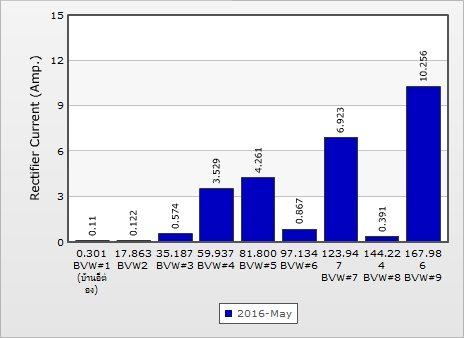 15
12
9
6
3
0
Rectifier Current (Amp.)
0.11
0.122
0.574
3.529
4.261
0.867
6.923
0.391
10.256
0.301
BVW#1
(บ้านอีต่
อง)
17.863
BVW2
35.187
BVW#3
59.937
BVW#4
81.800
BVW#5
97.134
BVW#6
123.94
7
BVW#7
144.22
4
BVW#8
167.98
6
BVW#9
2016-May